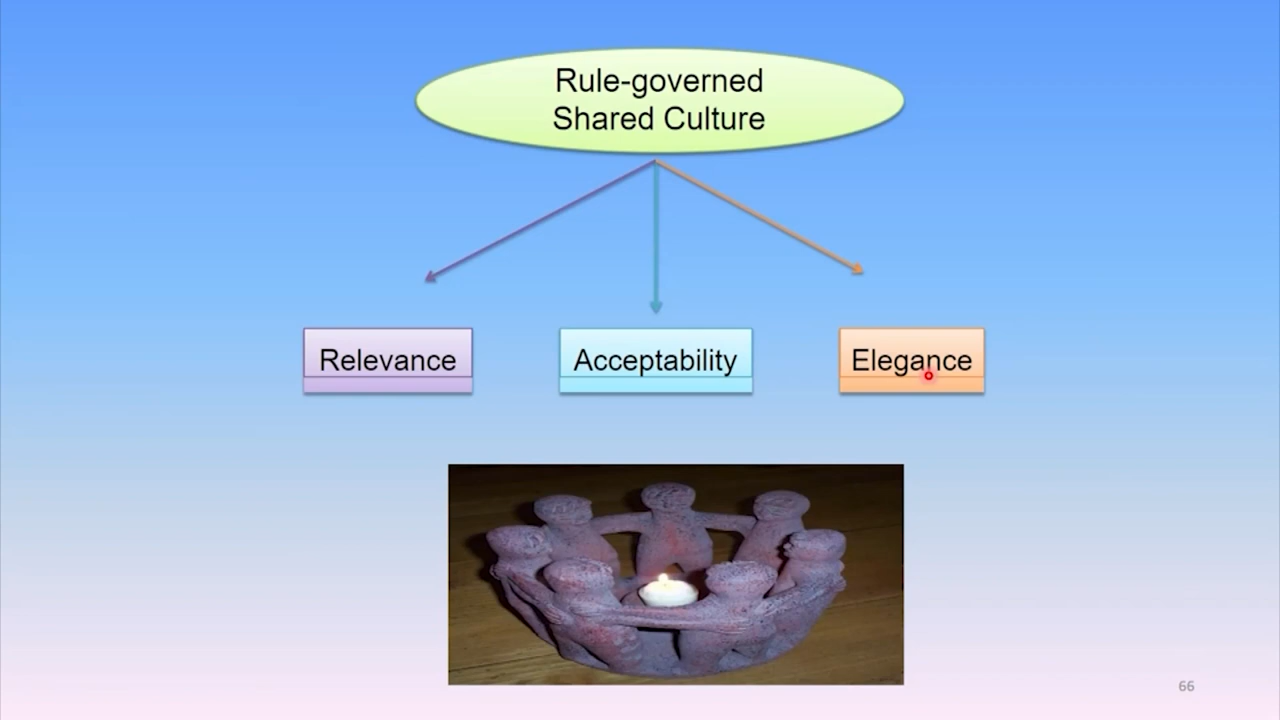 Rule-governed
Shared Culture
Relevance
Acceptability
Elegance
66